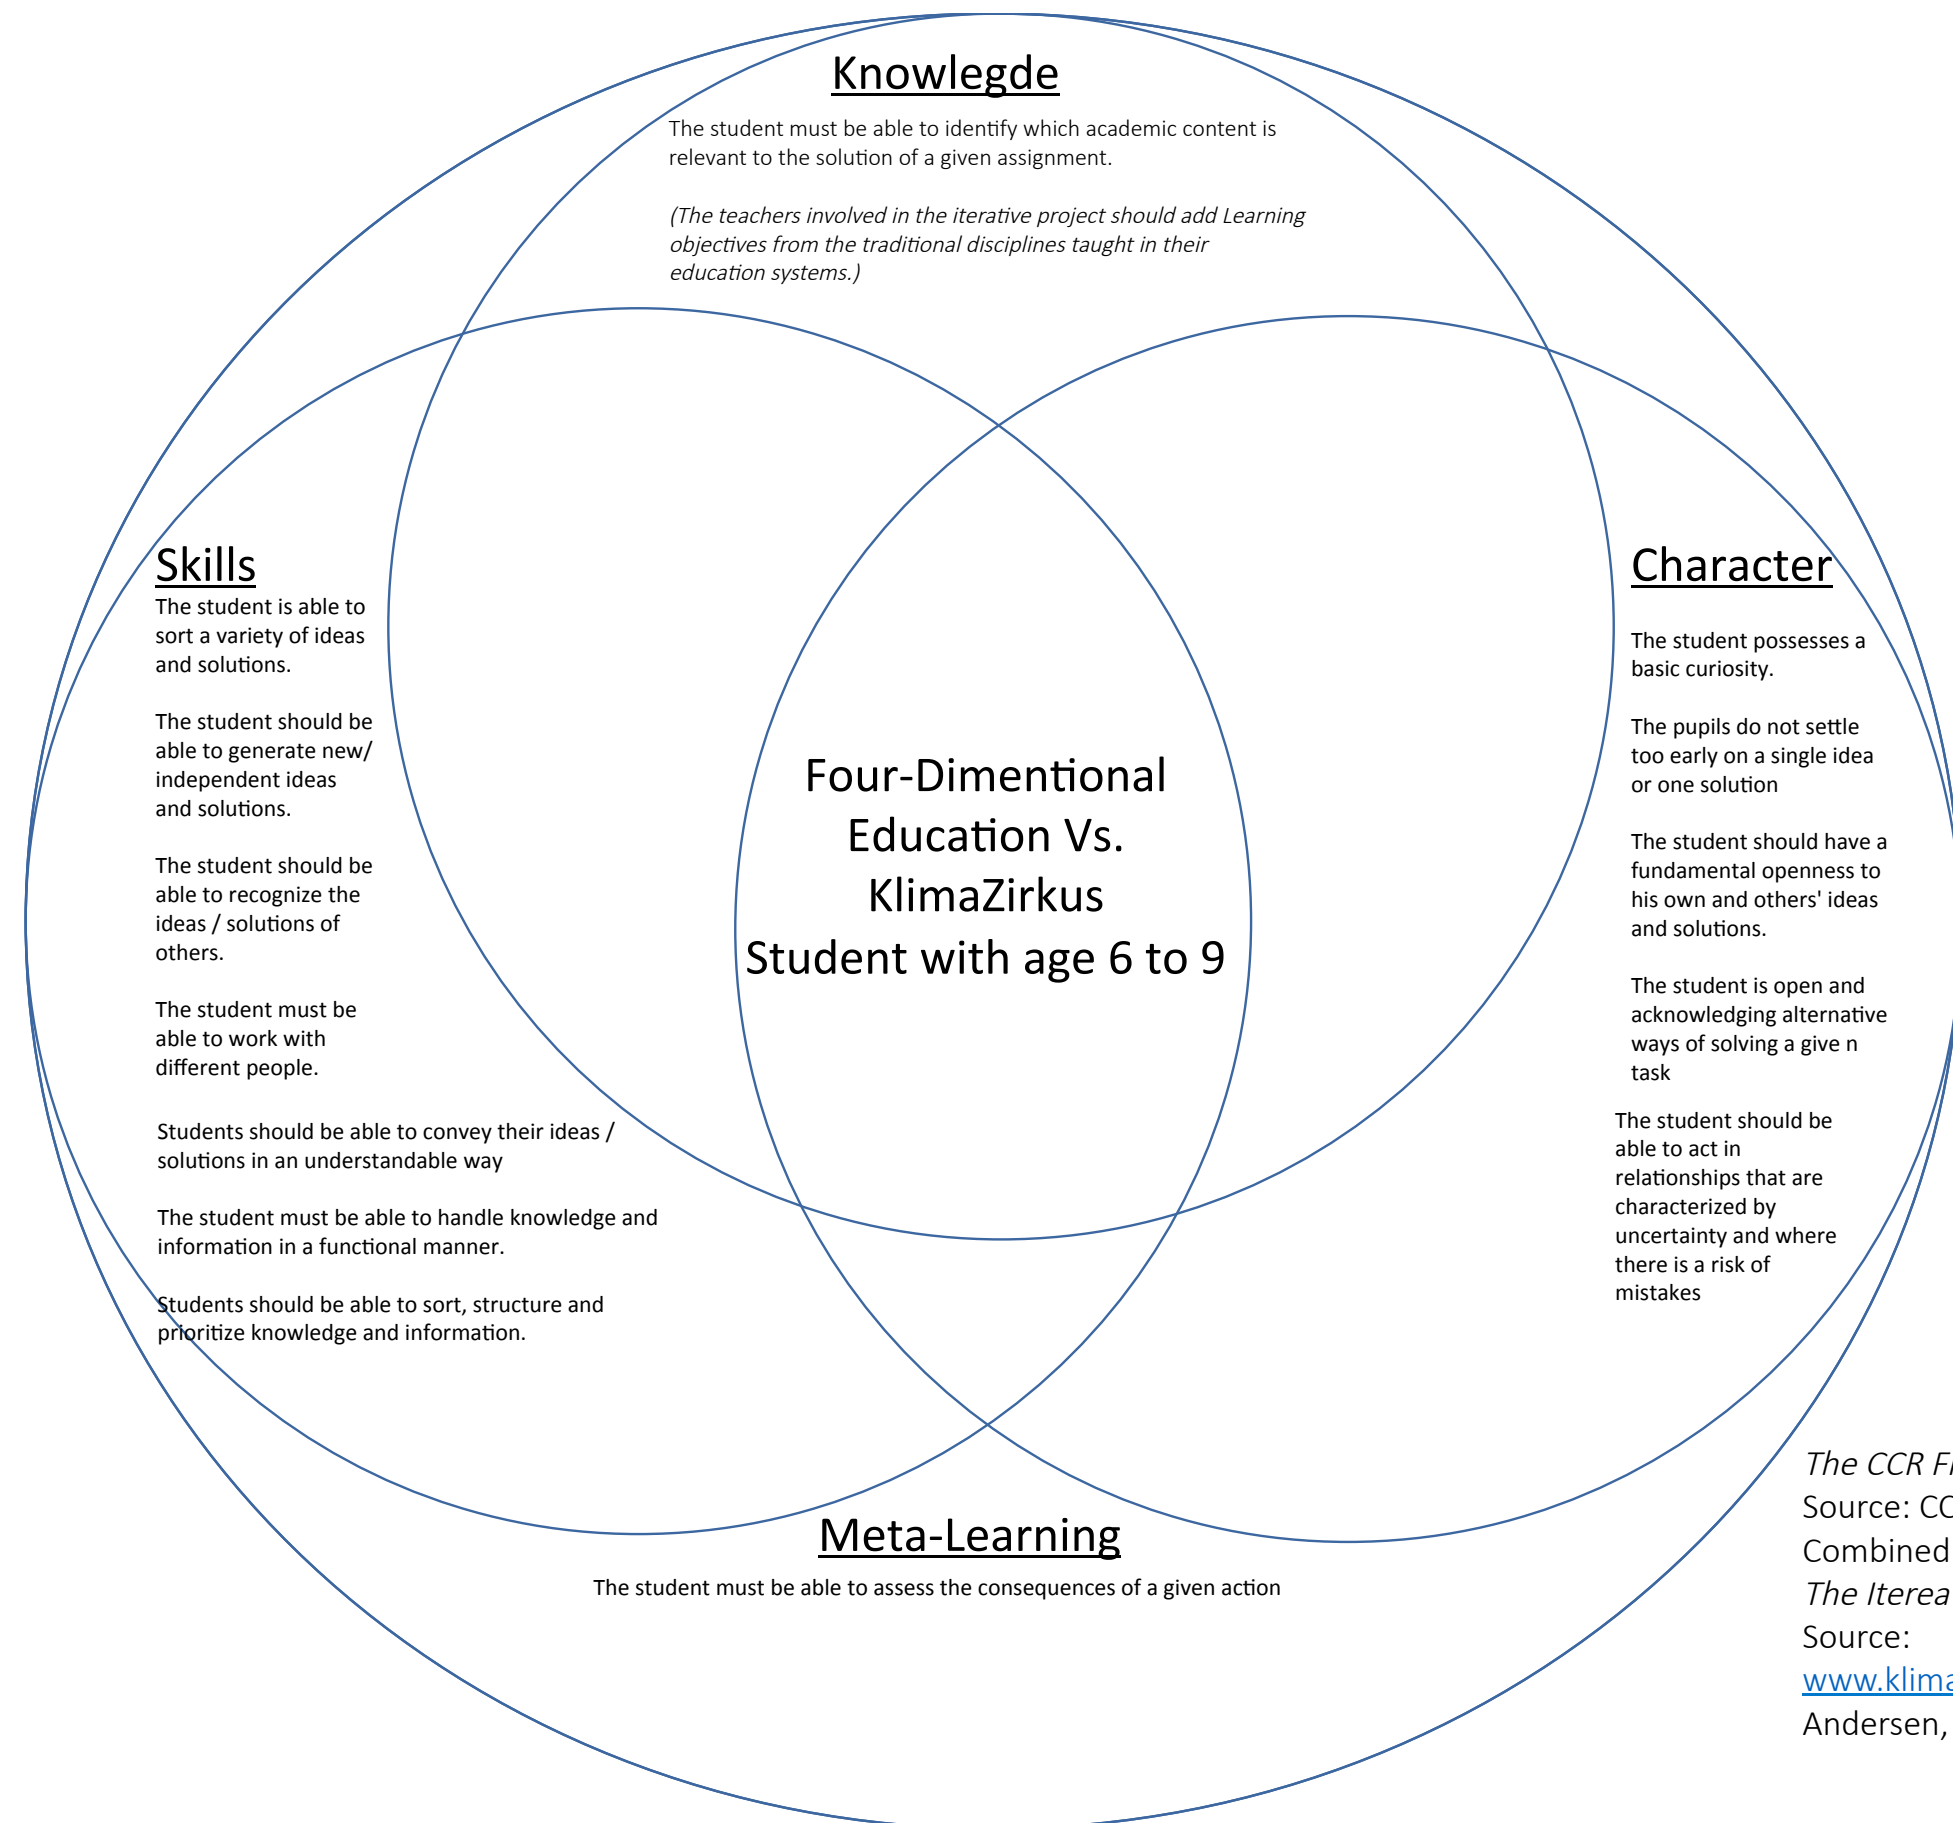 Knowlegde
The student must be able to identify which academic content is
relevant to the solution of a given assignment.
(The teachers involved in the iterative project should add Learning
objectives from the traditional disciplines taught in their
education systems.)
Skills
The student is able to
sort a variety of ideas
and solutions.
The student should be
able to generate new/
independent ideas
and solutions.
The student should be
able to recognize the
ideas / solutions of
others.
The student must be
able to work with
different people.
Students should be able to convey their ideas /
solutions in an understandable way
The student must be able to handle knowledge and
information in a functional manner.
Students should be able to sort, structure and
prioritize knowledge and information.
Four-Dimentional
Education Vs.
KlimaZirkus
Student with age 6 to 9
Character
The student possesses a
basic curiosity.
The pupils do not settle
too early on a single idea
or one solution
The student should have a
fundamental openness to
his own and others' ideas
and solutions.
The student is open and
acknowledging alternative
ways of solving a give n
task
The student should be
able to act in
relationships that are
characterized by
uncertainty and where
there is a risk of
mistakes
Meta-Learning
The student must be able to assess the consequences of a given action
The CCR
Source:
Combined
The Iterea
Source:
www.klima
Andersen,